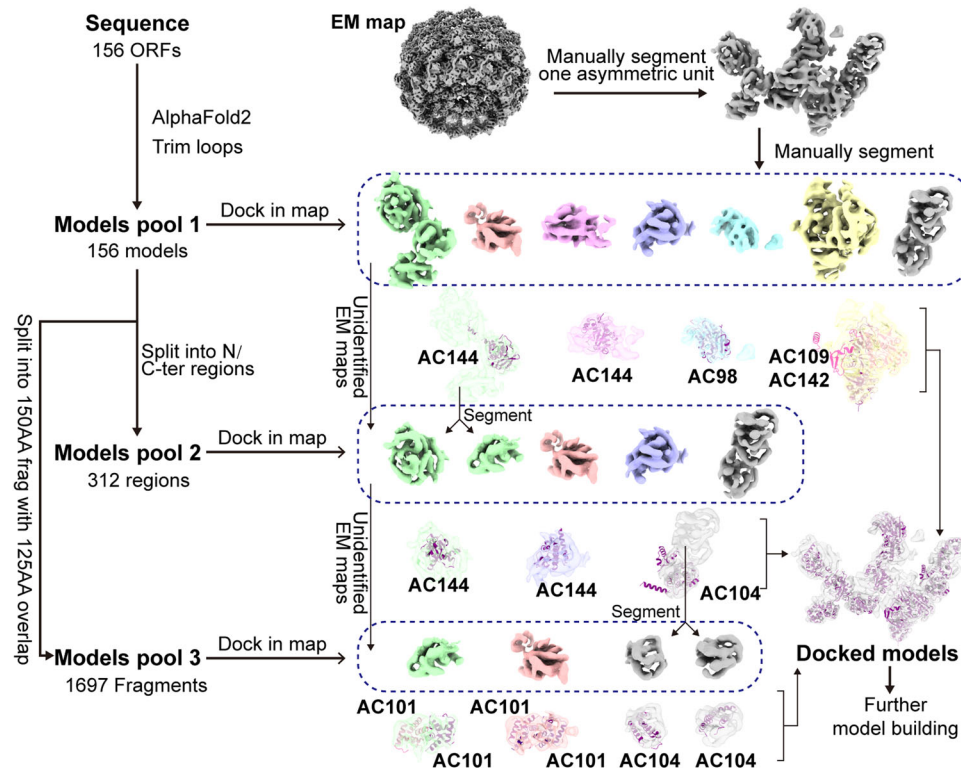 Sequence
156 ORFs
EM map
Manually segment
one asymmetric unit
AlphaFold2
Trim loops
Manually segment
Models pool 1
156 models
Dock in map
Unidentified
EM maps
AC144
AC144
AC98
AC109
AC142
Split into N/
C-ter regions
Segment
Split into 150AA frag with 125AA overlap
Models pool 2
312 regions
Dock in map
Unidentified
EM maps
AC144
AC144
AC104
Segment
Models pool 3
1697 Fragments
Dock in map
Docked models
Further
model building
AC101
AC101
AC101
AC101
AC104
AC104